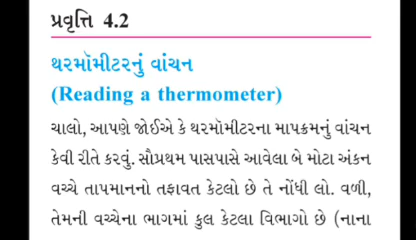 પ્રવૃત્તિ 4.2
થરમૉમીટરનું વાંચન
(Reading a thermometer)
ચાલો, આપણે જોઈએ કે થરમૉમીટરના માપક્રમનું વાંચન
કેવી રીતે કરવું. સૌપ્રથમ પાસપાસે આવેલા બે મોટા અંકન
વચ્ચે તાપમાનનો તફાવત કેટલો છે તે નોંધી લો. વળી,
તેમની વચ્ચેના ભાગમાં કુલ કેટલા વિભાગો છે (નાના